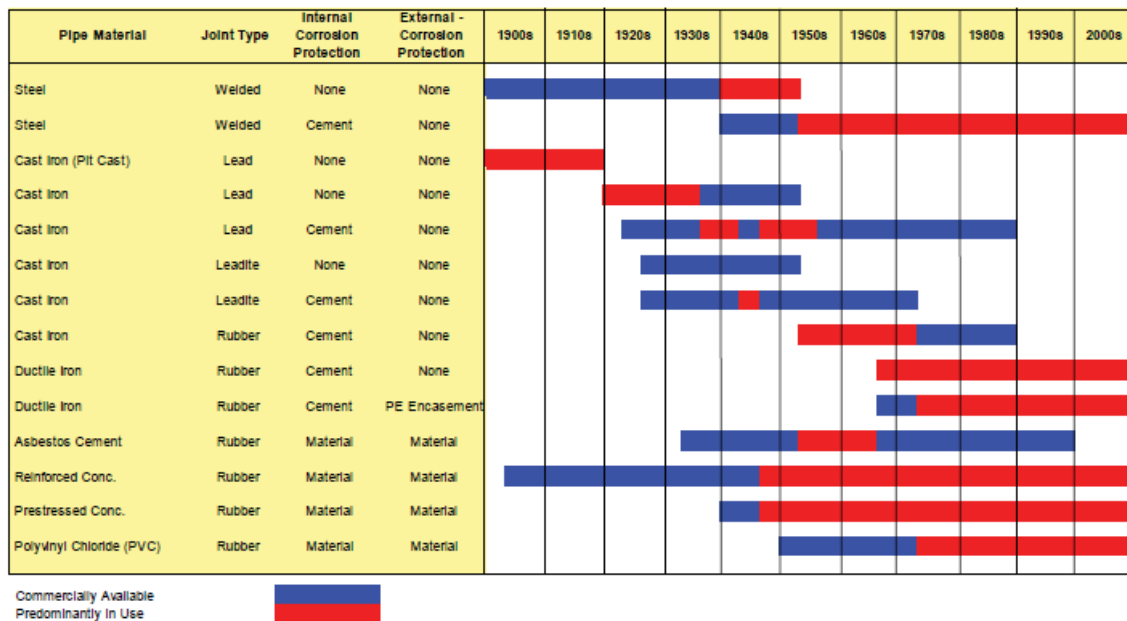 Pipe Material Joint Type Internal Corrosion Protection External - Corrosion Protection 1900s 1910s 1920s 1930s 1940s 1950s 1960s 1970s 1980s 1990s 2000s
Steel Welded None None
Steel Welded Cement None
Cast Iron (Pit Cast) Lead None None
Cast Iron Lead None None
Cast Iron Lead Cement None
Cast Iron Leadite None None
Cast Iron Leadite Cement None
Cast Iron Rubber Cement None
Ductile Iron Rubber Cement None
Ductile Iron Rubber Cement PE Encasement
Asbestos Cement Rubber Material Material
Reinforced Conc. Rubber Material Material
Prestressed Conc. Rubber Material Material
Polyvinyl Chloride (PVC) Rubber Material Material
Commercially Available
Predominantly In Use